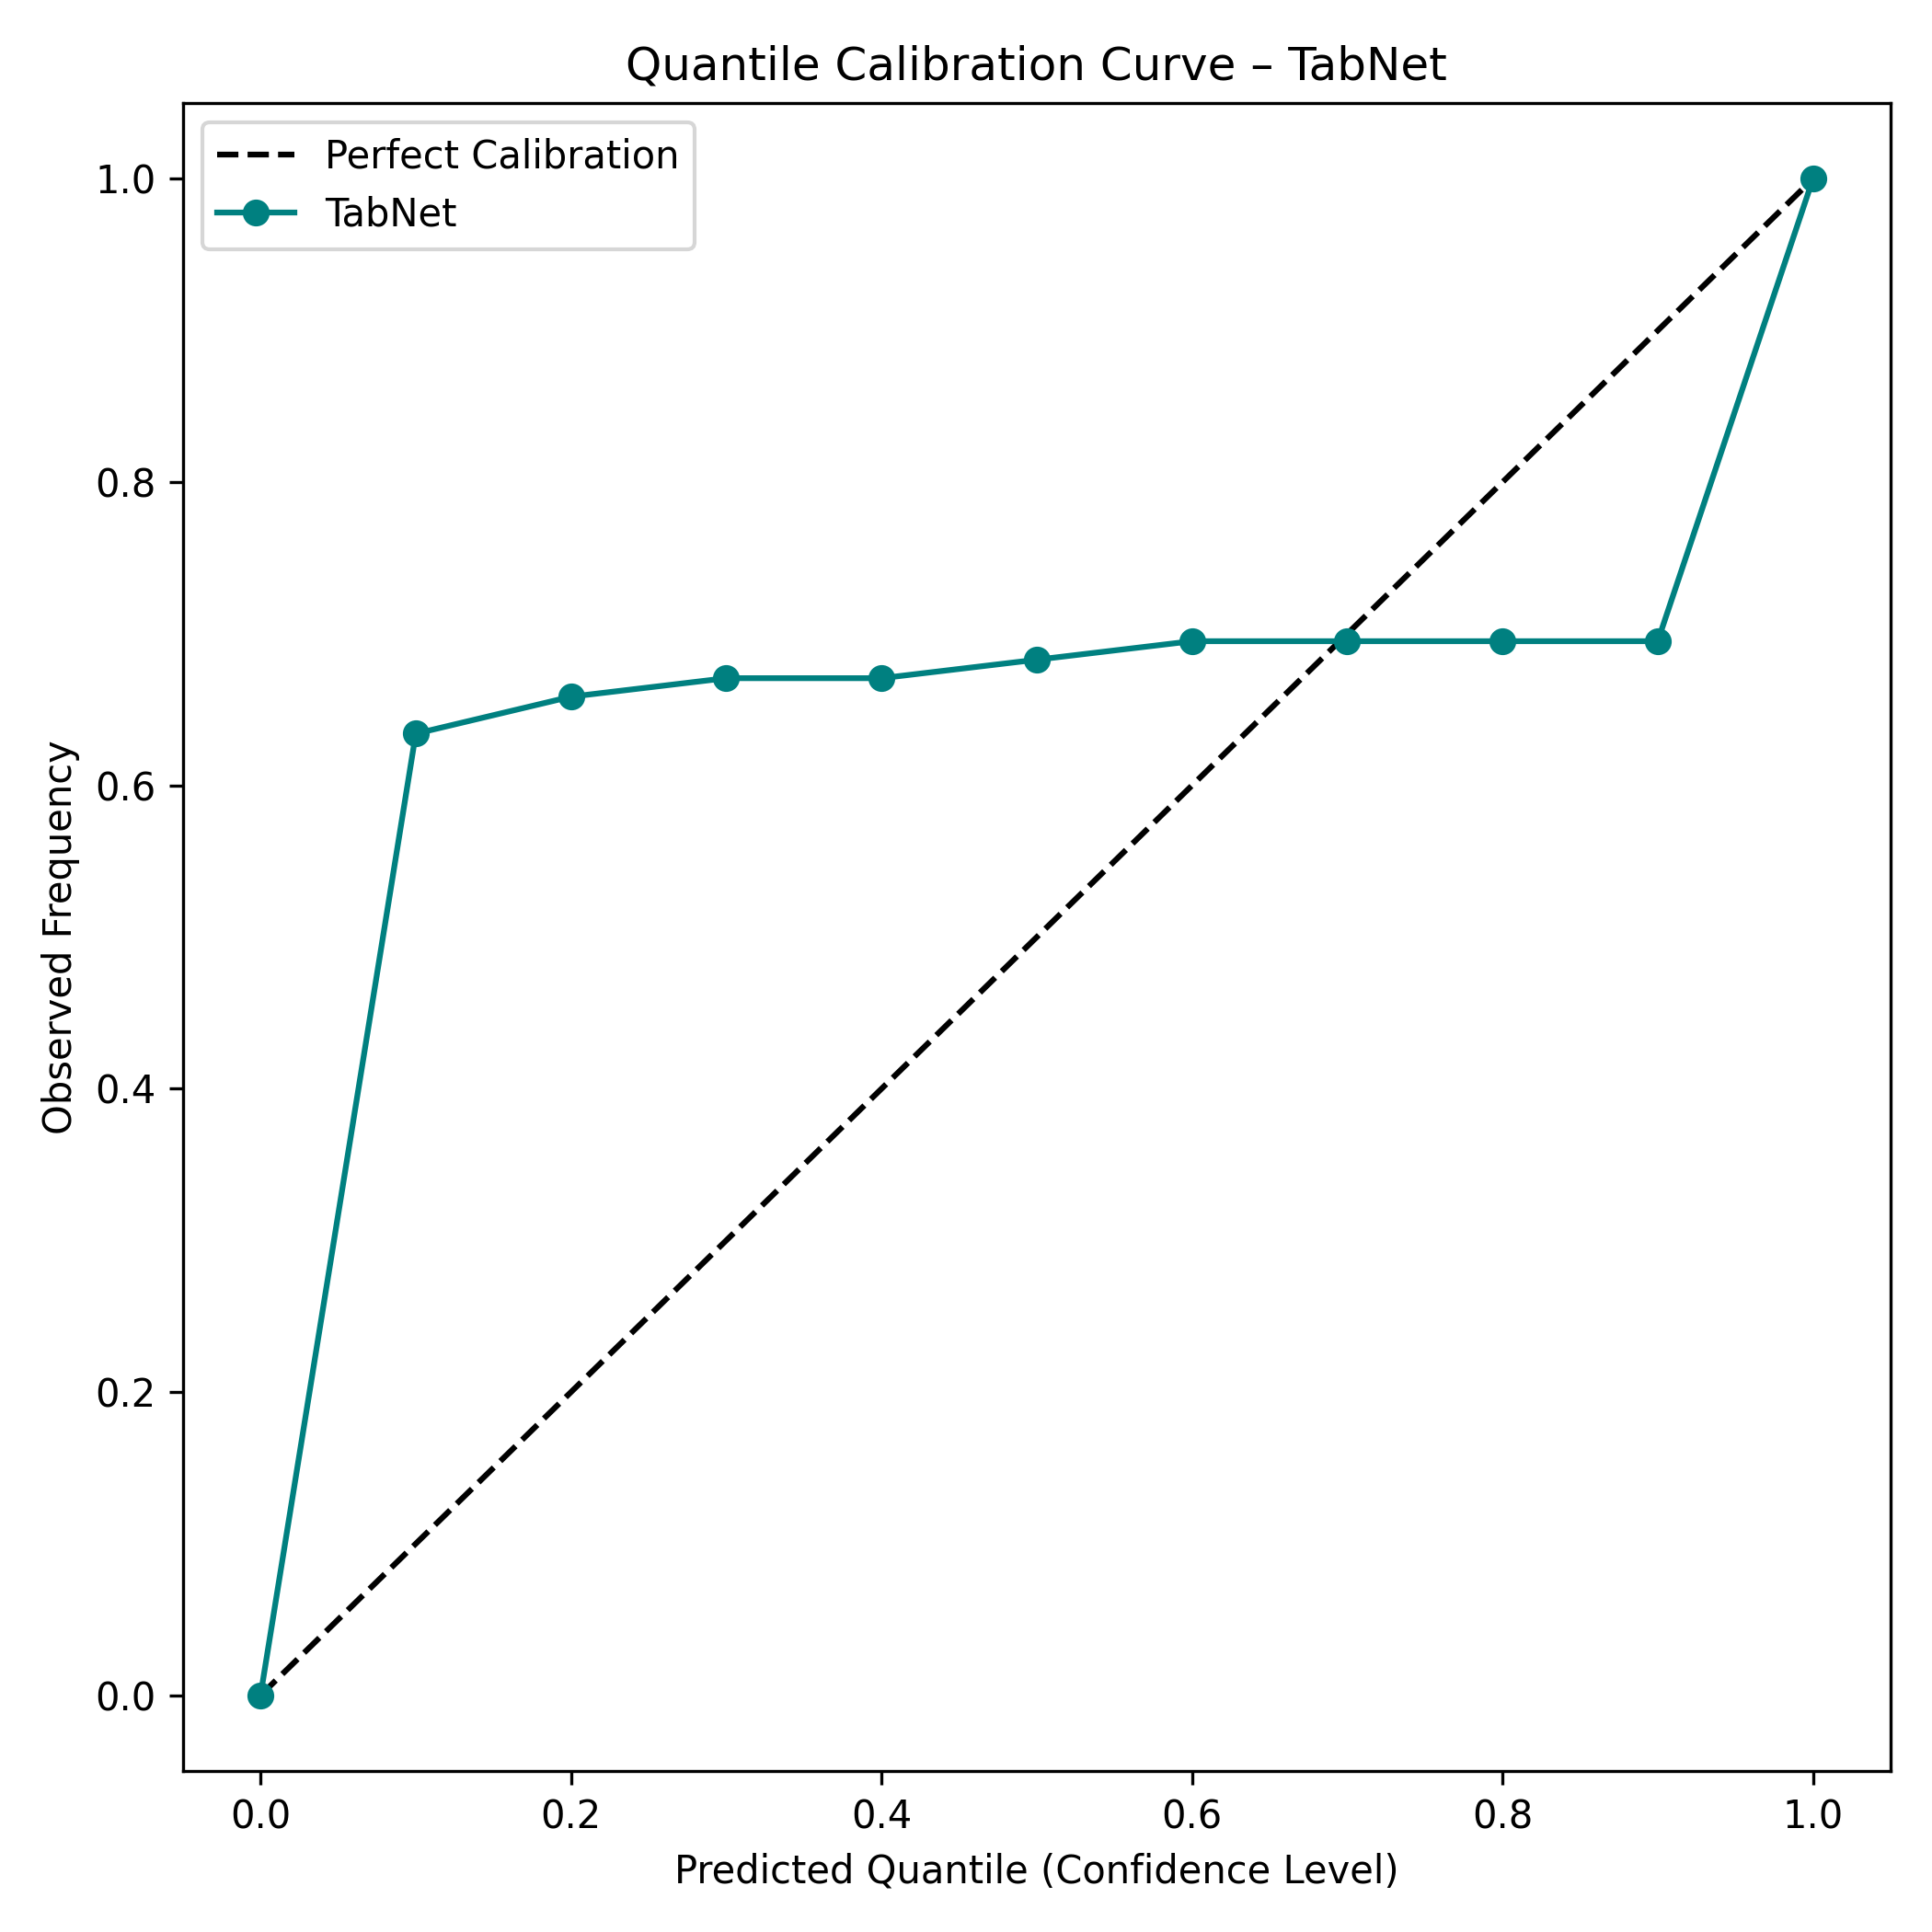 Quantile Calibration Curve – TabNet
Perfect Calibration
TabNet
1.0
0.8
0.6
0.4
0.2
0.0
Observed Frequency
0.0 0.2 0.4 0.6 0.8 1.0
Predicted Quantile (Confidence Level)